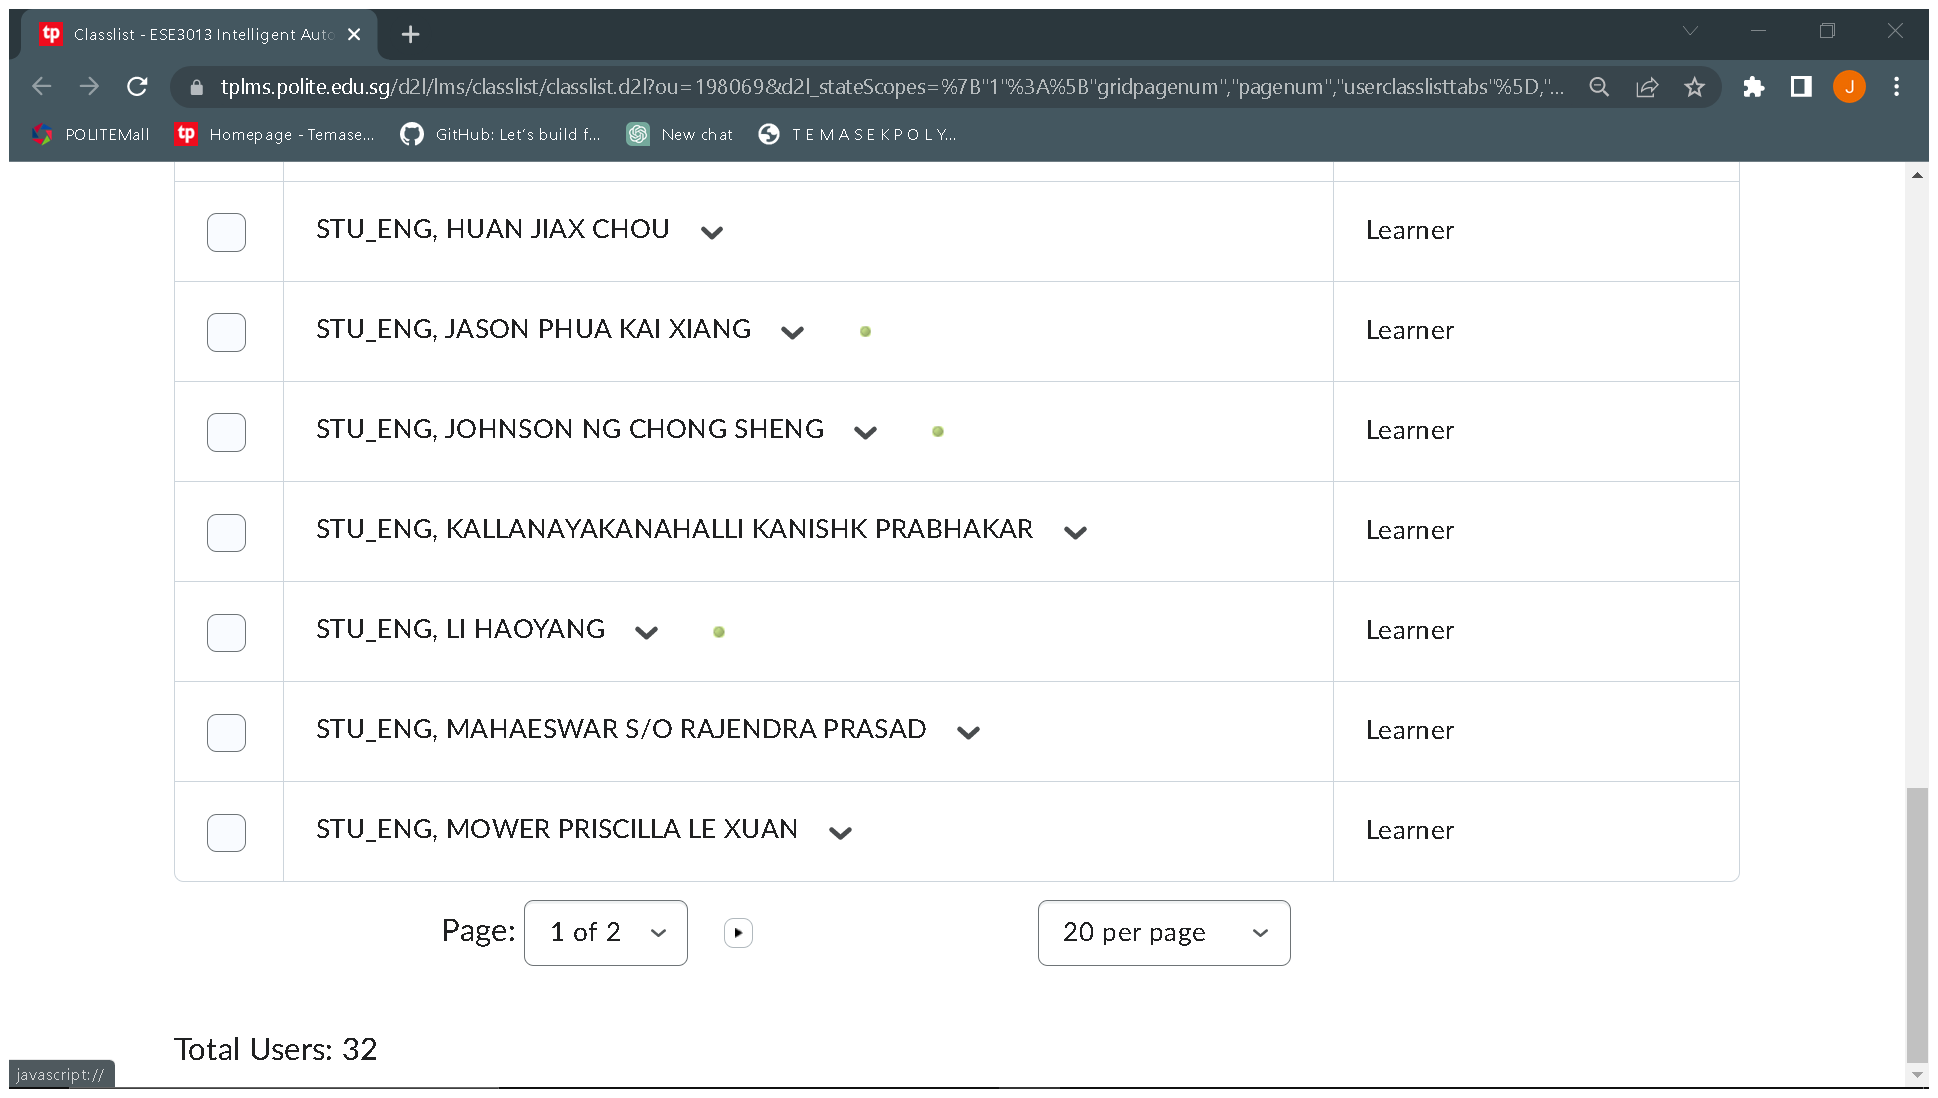 tp Classlist - ESE3013 Intelligent Auto
tplms.polite.edu.sg/d2l/lms/classlist/classlist.d2l?ou=198069&d2l_stateScopes=%7B"1"%3A%5B"gridpagenum","pagenum","userclasslisttabs"%5D,"... J
POLITEMall tp Homepage - Temase... GitHub: Let's build f... New chat T E M A S E K P O L Y...
STU_ENG, HUAN JIAX CHOU Learner
STU_ENG, JASON PHUA KAI XIANG Learner
STU_ENG, JOHNSON NG CHONG SHENG Learner
STU_ENG, KALLANAYAKANAHALLI KANISHK PRABHAKAR Learner
STU_ENG, LI HAOYANG Learner
STU_ENG, MAHAESWAR S/O RAJENDRA PRASAD Learner
STU_ENG, MOWER PRISCILLA LE XUAN Learner
Page: 1 of 2 20 per page
Total Users: 32
javascript://